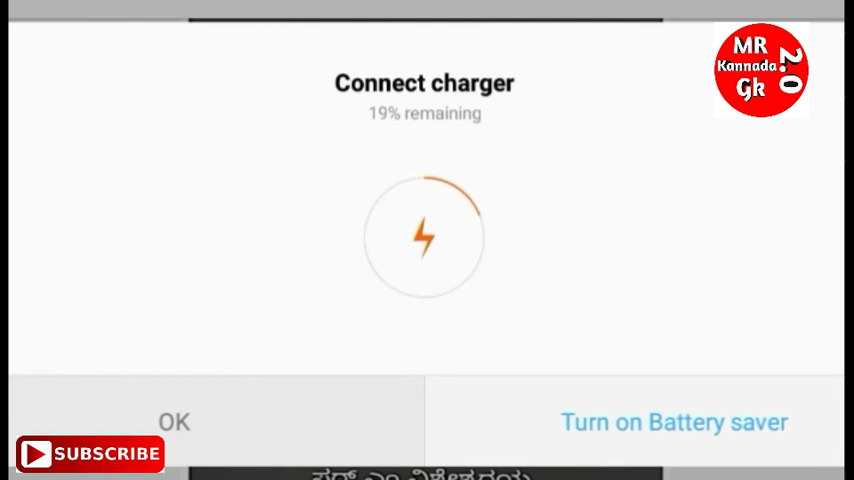 Connect charger
19% remaining
MR
Kannada
Gk
2.0
OK
Turn on Battery saver
SUBSCRIBE